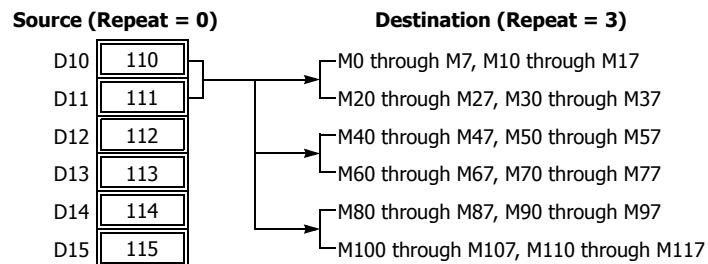 Source (Repeat = 0) Destination (Repeat = 3)
D10 110 M0 through M7, M10 through M17
D11 111 M20 through M27, M30 through M37
D12 112 M40 through M47, M50 through M57
D13 113 M60 through M67, M70 through M77
D14 114 M80 through M87, M90 through M97
D15 115 M100 through M107, M110 through M117